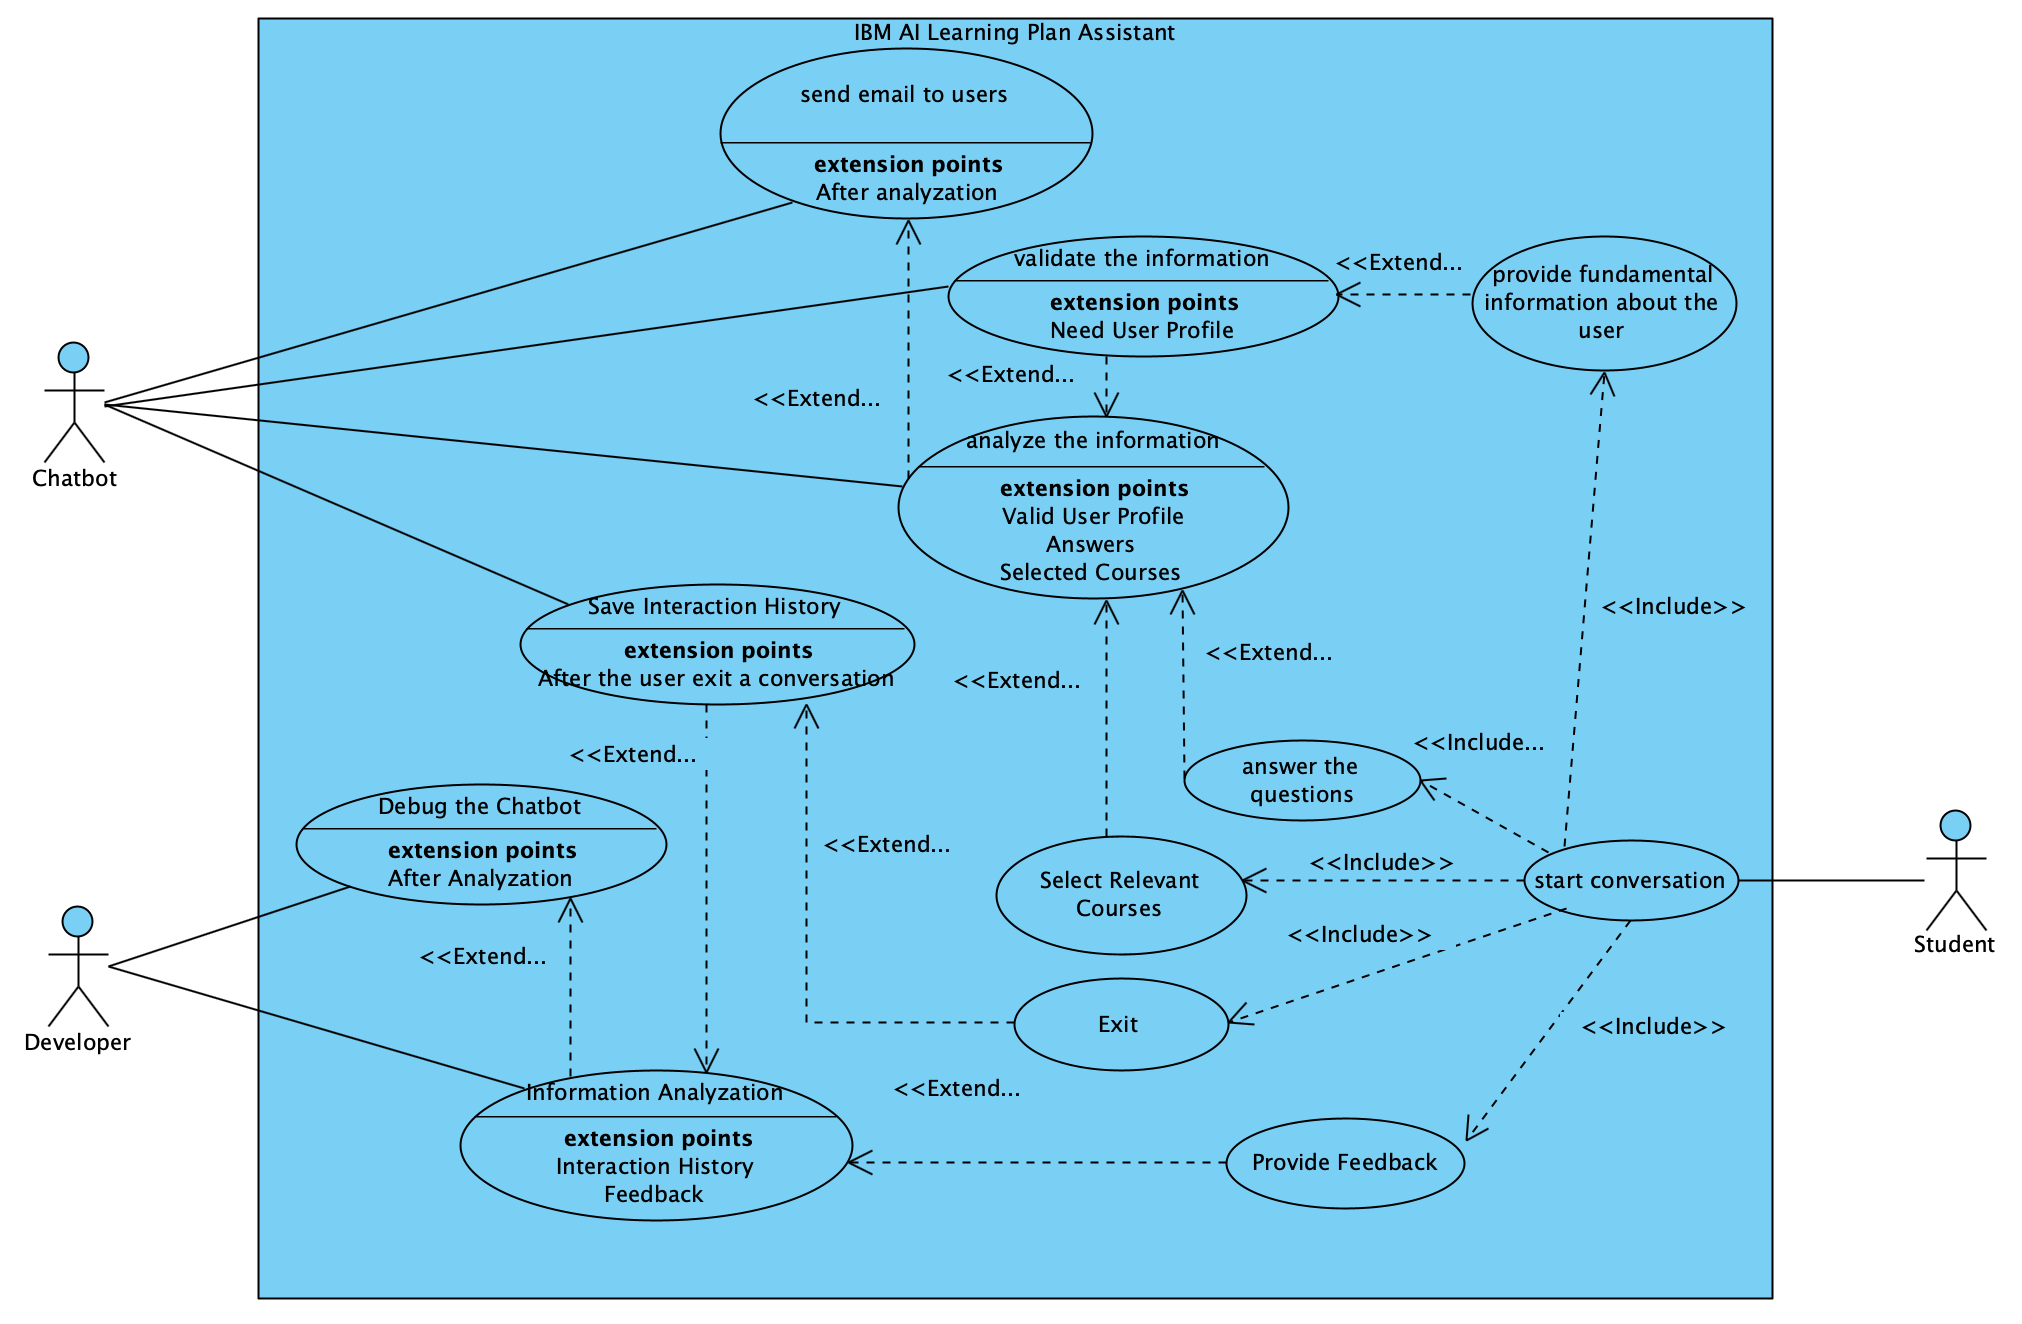 IBM AI Learning Plan Assistant
send email to users
extension points
After analyzation
validate the information
extension points
Need User Profile
<<Extend...
provide fundamental
information about the
user
<<Extend...
<<Extend...
analyze the information
extension points
Valid User Profile
Answers
Selected Courses
Chatbot
Save Interaction History
extension points
After the user exit a conversation
<<Include>>
<<Extend...
<<Extend...
<<Extend...
<<Include...
answer the
questions
Debug the Chatbot
extension points
After Analyzation
<<Extend...
<<Include>>
Select Relevant
Courses
start conversation
Student
<<Extend...
<<Include>>
Exit
<<Include>>
Developer
Information Analyzation
extension points
Interaction History
Feedback
<<Extend...
Provide Feedback